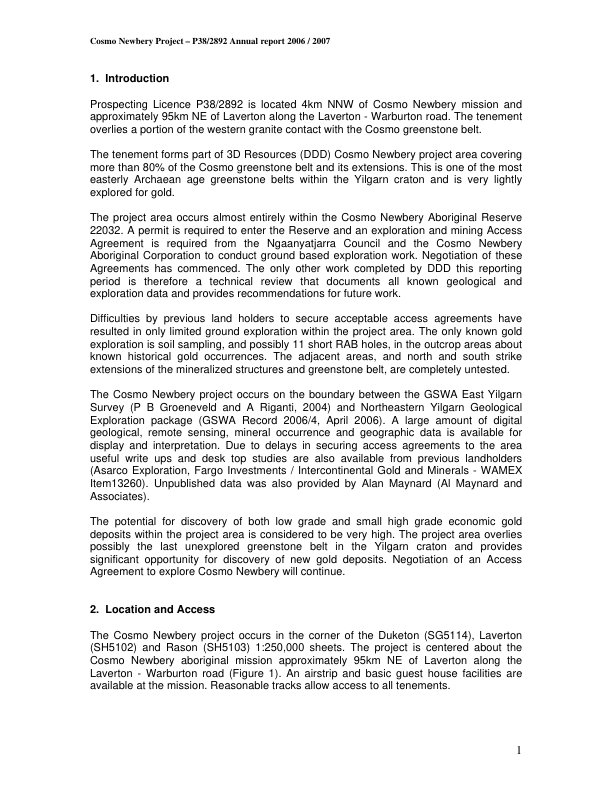 Cosmo Newbery Project – P38/2892 Annual report 2006 / 2007
1. Introduction
Prospecting Licence P38/2892 is located 4km NNW of Cosmo Newbery mission and
approximately 95km NE of Laverton along the Laverton - Warburton road. The tenement
overlies a portion of the western granite contact with the Cosmo greenstone belt.
The tenement forms part of 3D Resources (DDD) Cosmo Newbery project area covering
more than 80% of the Cosmo greenstone belt and its extensions. This is one of the most
easterly Archaean age greenstone belts within the Yilgarn craton and is very lightly
explored for gold.
The project area occurs almost entirely within the Cosmo Newbery Aboriginal Reserve
22032. A permit is required to enter the Reserve and an exploration and mining Access
Agreement is required from the Ngaanyatjarra Council and the Cosmo Newbery
Aboriginal Corporation to conduct ground based exploration work. Negotiation of these
Agreements has commenced. The only other work completed by DDD this reporting
period is therefore a technical review that documents all known geological and
exploration data and provides recommendations for future work.
Difficulties by previous land holders to secure acceptable access agreements have
resulted in only limited ground exploration within the project area. The only known gold
exploration is soil sampling, and possibly 11 short RAB holes, in the outcrop areas about
known historical gold occurrences. The adjacent areas, and north and south strike
extensions of the mineralized structures and greenstone belt, are completely untested.
The Cosmo Newbery project occurs on the boundary between the GSWA East Yilgarn
Survey (P B Groeneveld and A Riganti, 2004) and Northeastern Yilgarn Geological
Exploration package (GSWA Record 2006/4, April 2006). A large amount of digital
geological, remote sensing, mineral occurrence and geographic data is available for
display and interpretation. Due to delays in securing access agreements to the area
useful write ups and desk top studies are also available from previous landholders
(Asarco Exploration, Fargo Investments / Intercontinental Gold and Minerals - WAMEX
Item13260). Unpublished data was also provided by Alan Maynard (Al Maynard and
Associates).
The potential for discovery of both low grade and small high grade economic gold
deposits within the project area is considered to be very high. The project area overlies
possibly the last unexplored greenstone belt in the Yilgarn craton and provides
significant opportunity for discovery of new gold deposits. Negotiation of an Access
Agreement to explore Cosmo Newbery will continue.
2. Location and Access
The Cosmo Newbery project occurs in the corner of the Duketon (SG5114), Laverton
(SH5102) and Rason (SH5103) 1:250,000 sheets. The project is centered about the
Cosmo Newbery aboriginal mission approximately 95km NE of Laverton along the
Laverton - Warburton road (Figure 1). An airstrip and basic guest house facilities are
available at the mission. Reasonable tracks allow access to all tenements.
1